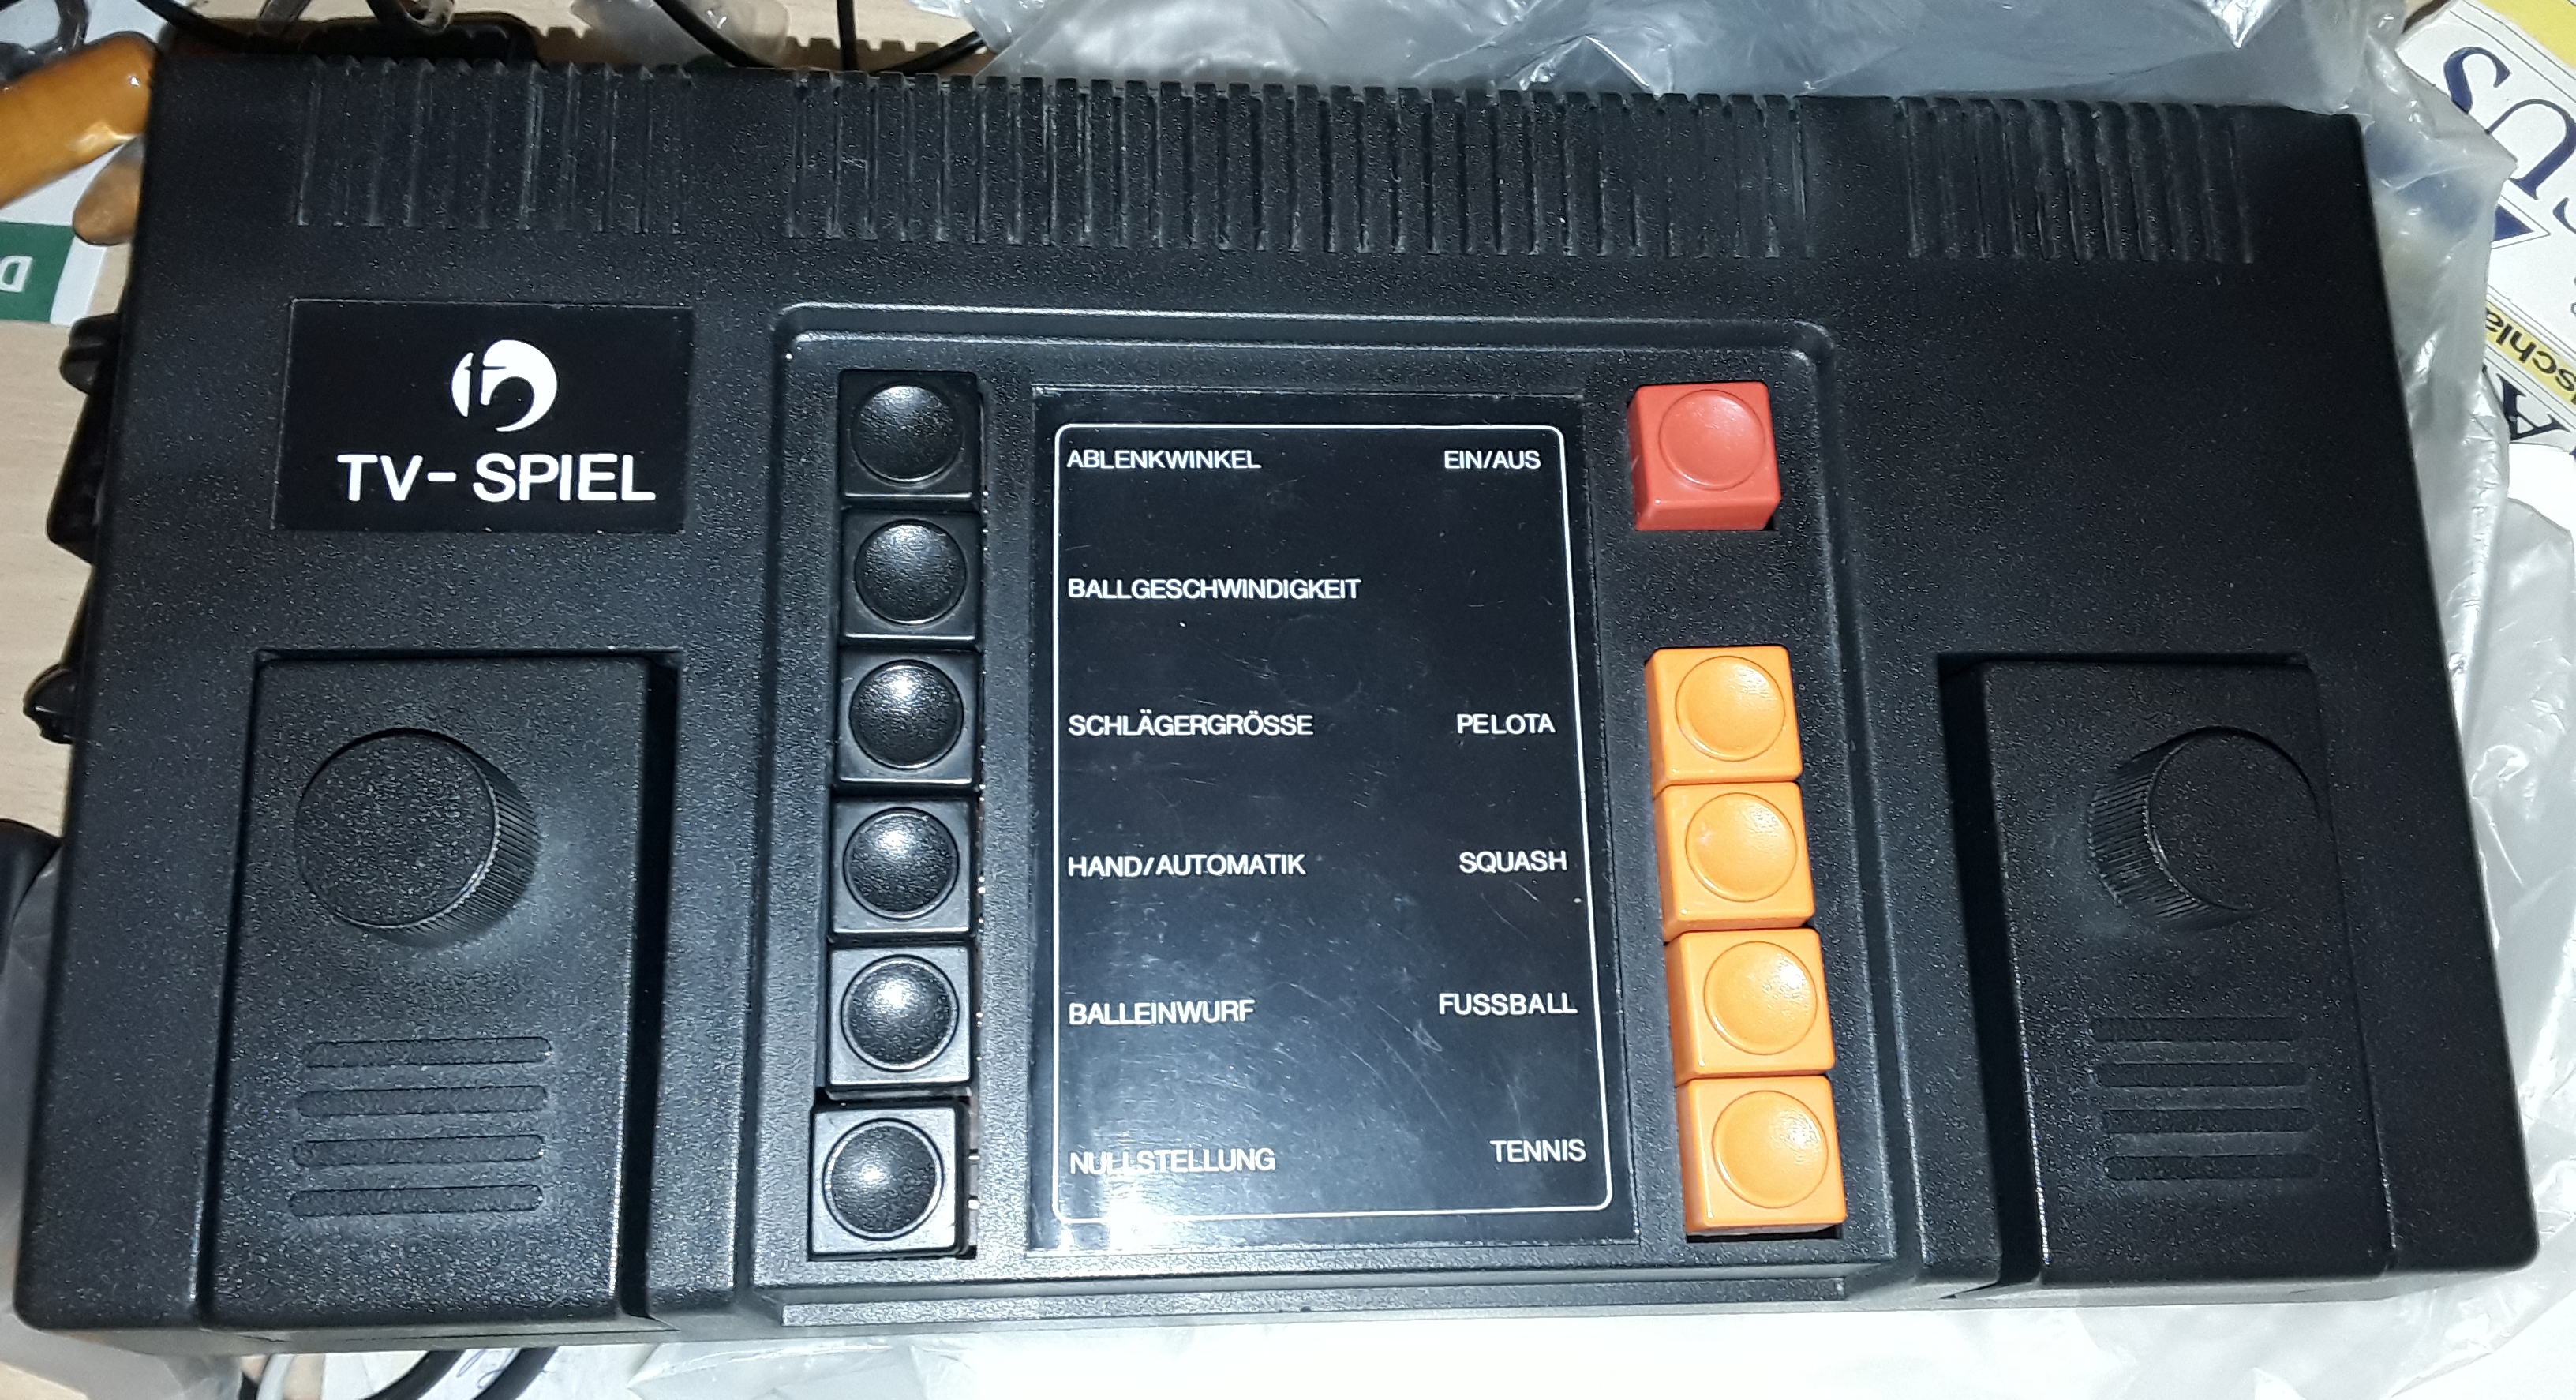 TV-SPIEL
ABLENKWINKEL EIN/AUS
BALLGESCHWINDIGKEIT
SCHLÄGERGRÖSSE PELOTA
HAND/AUTOMATIK SQUASH
BALLEINWURF FUSSBALL
NULLSTELLUNG TENNIS
D